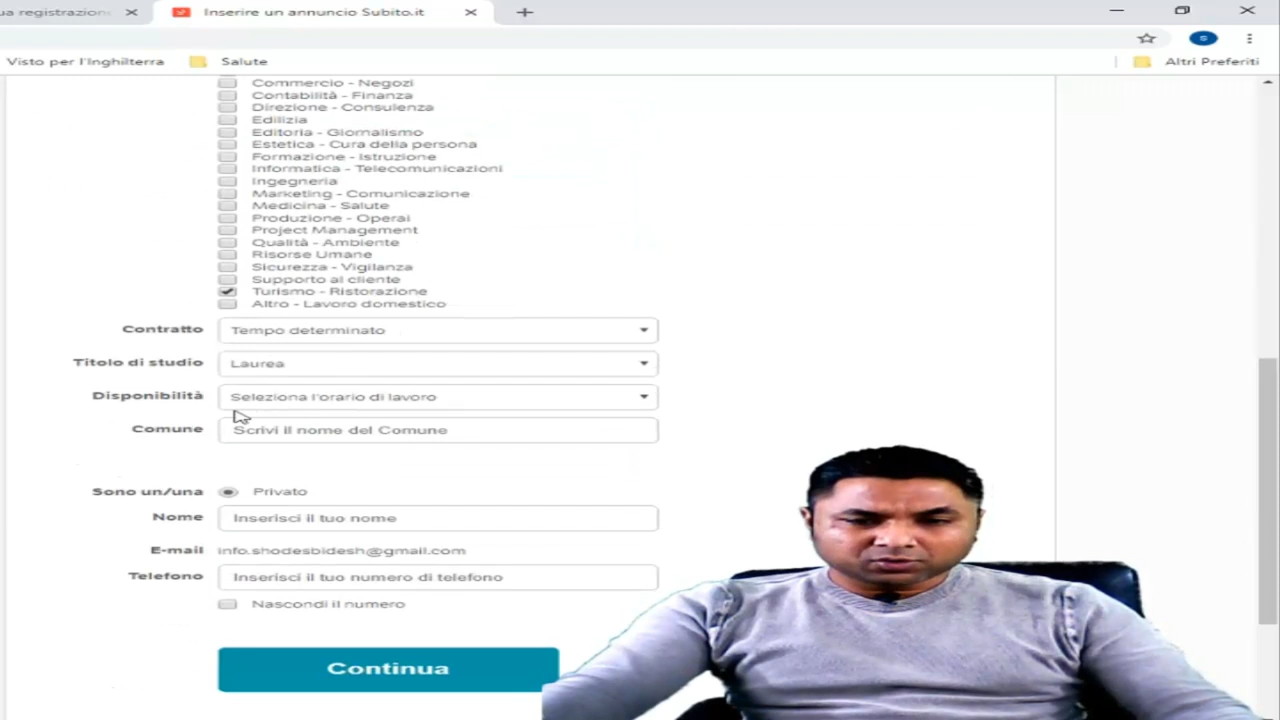 ua registrazion
Inserire un annuncio Subito.it
Visto per l'Inghilterra
Salute
Altri Preferiti
Commercio - Negozi
Contabilità - Finanza
Direzione - Consulenza
Edilizia
Editoria - Giornalismo
Estetica - Cura della persona
Formazione - Istruzione
Informatica - Telecomunicazioni
Ingegneria
Marketing - Comunicazione
Medicina - Salute
Produzione - Operai
Project Management
Qualità - Ambiente
Risorse Umane
Sicurezza - Vigilanza
Supporto al cliente
Turismo - Ristorazione
Altro - Lavoro domestico
Contratto Tempo determinato
Titolo di studio Laurea
Disponibilità Seleziona l'orario di lavoro
Comune Scrivi il nome del Comune
Sono un/una Privato
Nome Inserisci il tuo nome
E-mail info.shodesbidesh@gmail.com
Telefono Inserisci il tuo numero di telefono
Nascondi il numero
Continua